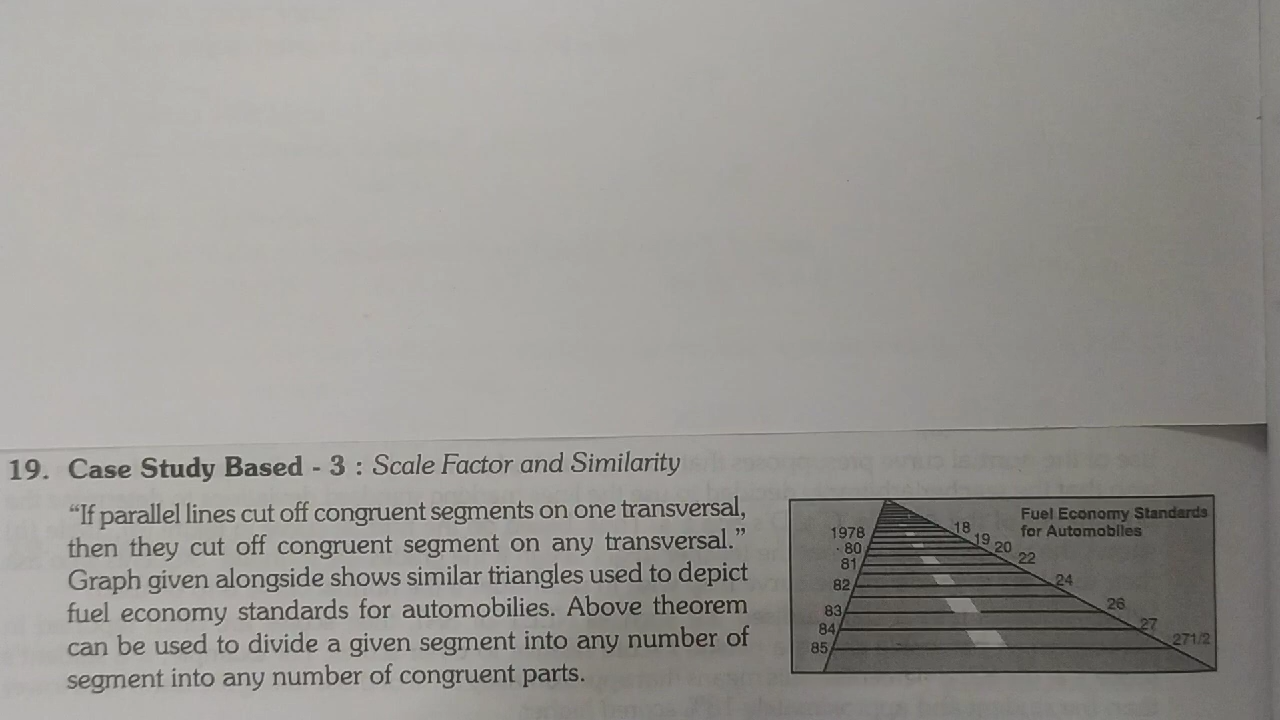 19. Case Study Based - 3 : Scale Factor and Similarity
“If parallel lines cut off congruent segments on one transversal,
then they cut off congruent segment on any transversal.”
Graph given alongside shows similar triangles used to depict
fuel economy standards for automobilies. Above theorem
can be used to divide a given segment into any number of
segment into any number of congruent parts.
Fuel Economy Standards
for Automobiles
1978
80
81
82
83
84
85
18
19
20
22
24
26
27
271/2